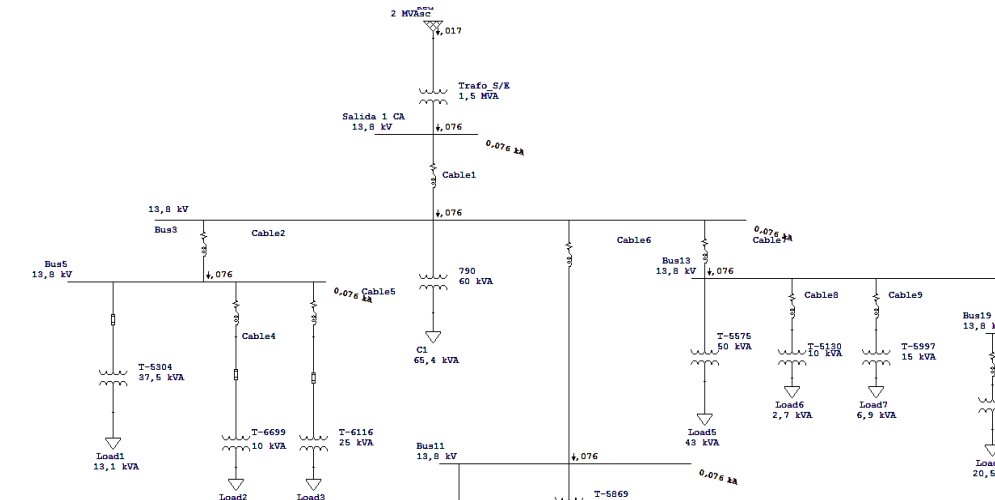 2 MVAsc
,017
Trafo_S/E
1,5 MVA
Salida 1 CA
13,8 kV
,076
0,076 kA
Cable1
13,8 kV
,076
Bus3
Cable2
Cable6
0,076 kA
Cable7
Bus5
13,8 kV
,076
0,076 kA
Cable5
790
60 kVA
Bus13
13,8 kV
,076
Cable8
Cable9
Bus19
13,8
Cable4
C1
65,4 kVA
T-5304
37,5 kVA
T-5575
50 kVA
T-5130
10 kVA
T-5997
15 kVA
Load6
2,7 kVA
Load7
6,9 kVA
Load5
43 kVA
T-6699
10 kVA
T-6116
25 kVA
Load1
13,1 kVA
Bus11
13,8 kV
,076
0,076 kA
20,5
Load2
Load3
T-5869